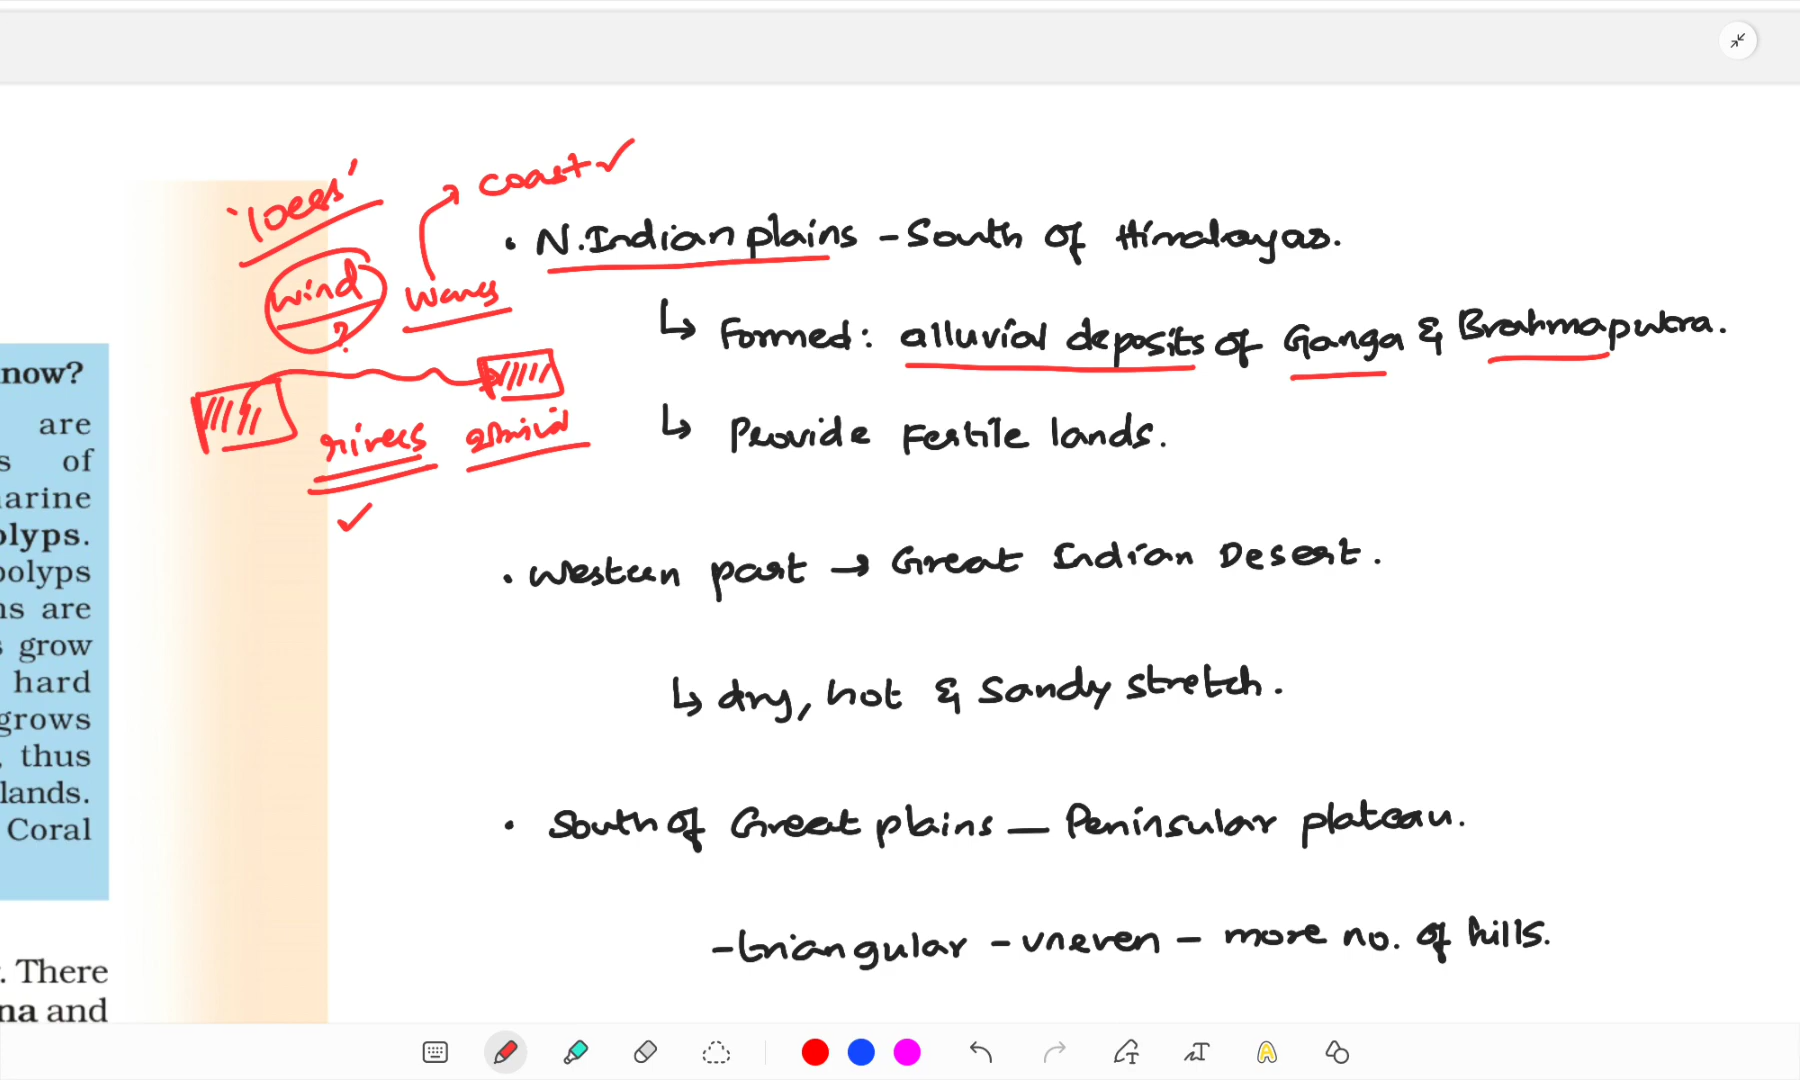 'loess'
wind
?
waves
coast ✓
rivers
alluvial
✓
• N.Indian plains - South of Himalayas.
↳ Formed: alluvial deposits of Ganga & Brahmaputra.
↳ Provide Fertile lands.
• Western part → Great Indian Desert.
↳ dry, hot & Sandy stretch.
• South of Great plains — Peninsular plateau.
- triangular - uneven - more no. of hills.
now?
are
s of
arine
olyps.
polyps
ns are
s grow
hard
grows
, thus
lands.
Coral
. There
na and